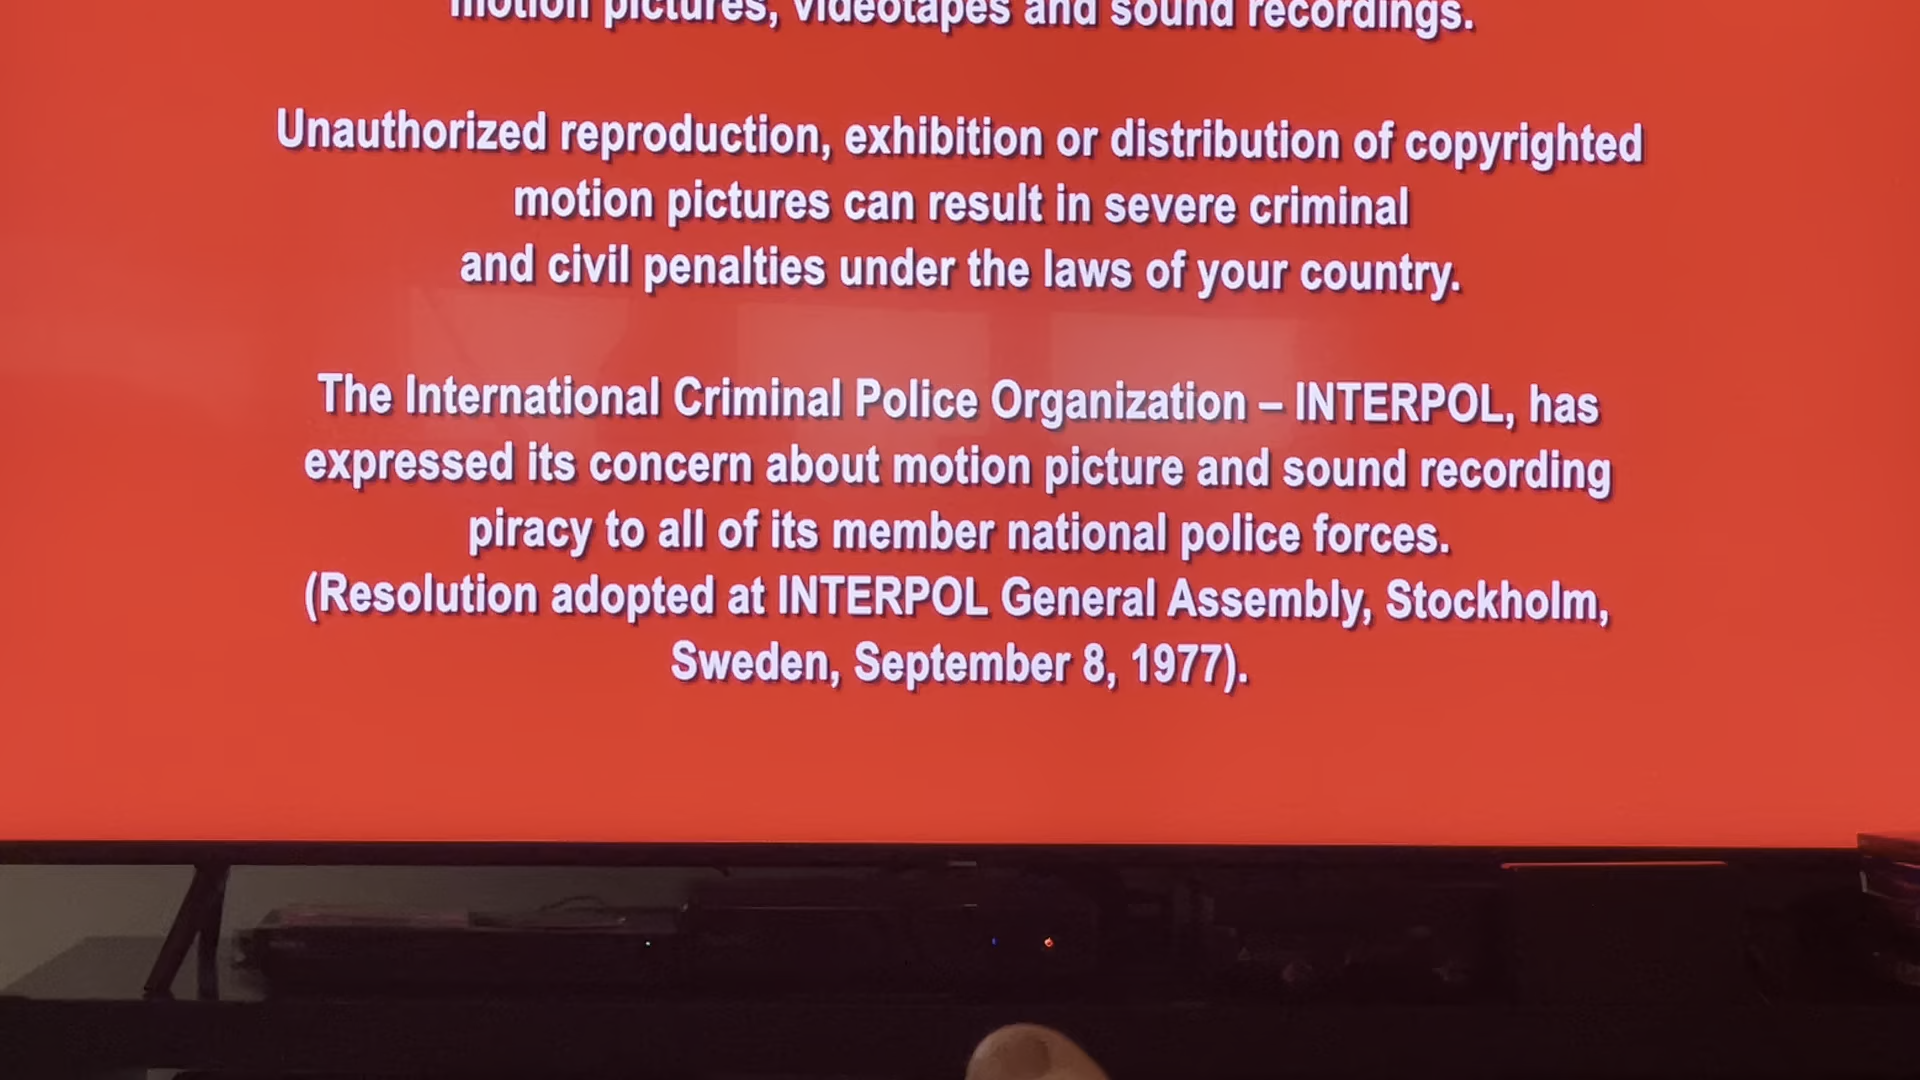 motion pictures, videotapes and sound recordings.
Unauthorized reproduction, exhibition or distribution of copyrighted
motion pictures can result in severe criminal
and civil penalties under the laws of your country.
The International Criminal Police Organization – INTERPOL, has
expressed its concern about motion picture and sound recording
piracy to all of its member national police forces.
(Resolution adopted at INTERPOL General Assembly, Stockholm,
Sweden, September 8, 1977).